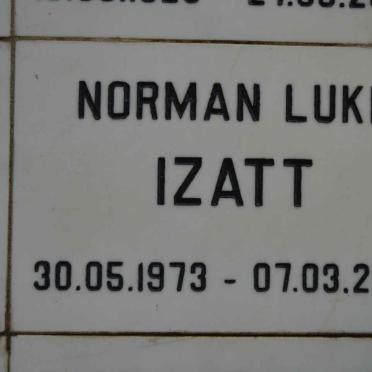 NORMAN LUK
IZATT
30.05.1973 - 07.03.2